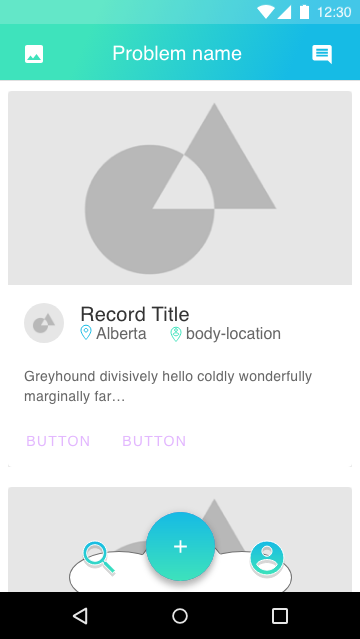 12:30
Problem name
Record Title
Alberta body-location
Greyhound divisively hello coldly wonderfully
marginally far…
BUTTON BUTTON